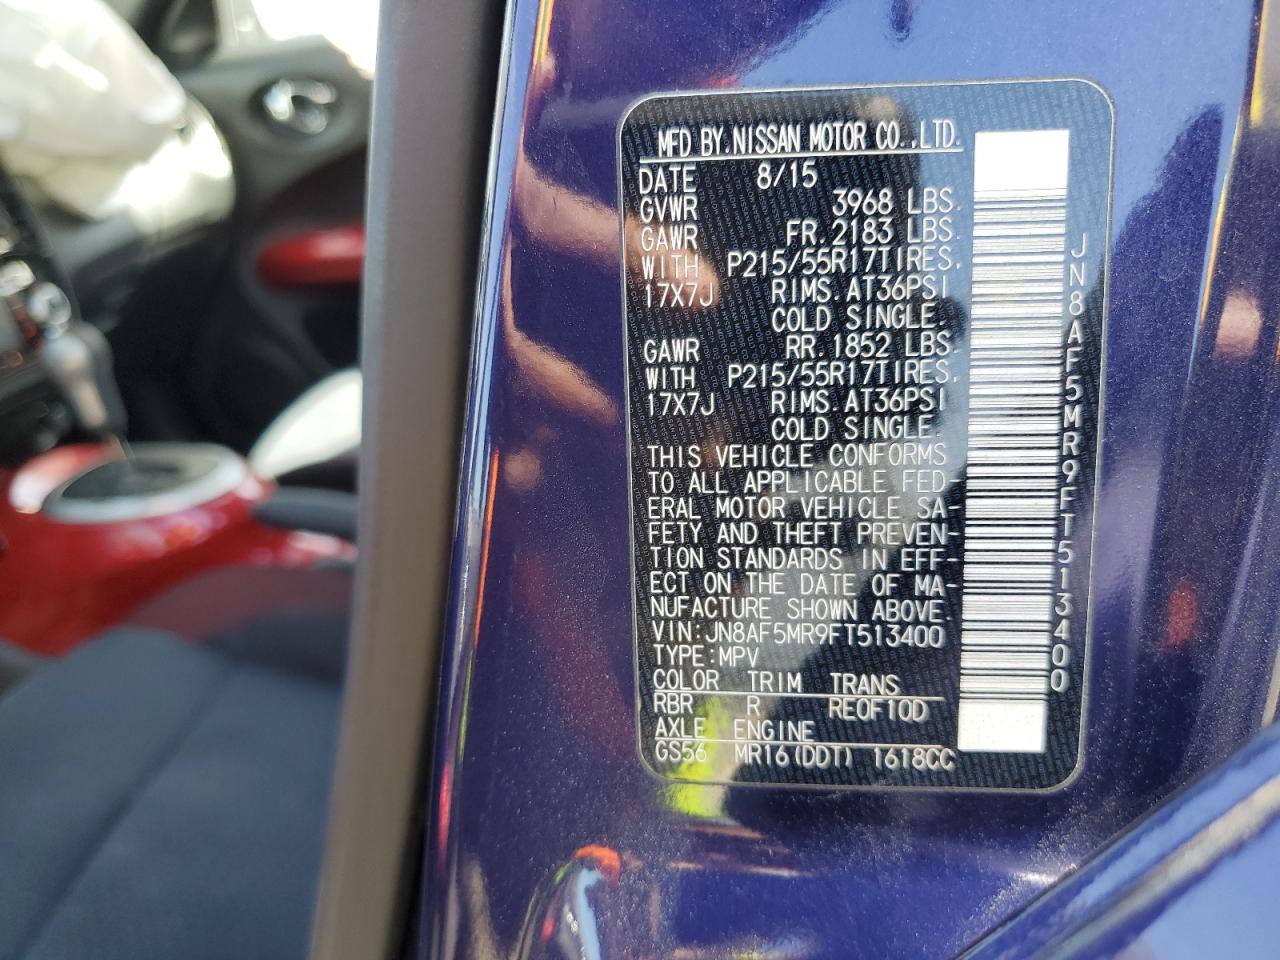 MFD BY.NISSAN MOTOR CO.,LTD.
DATE 8/15
GVWR 3968 LBS.
GAWR FR.2183 LBS.
WITH P215/55R17TIRES.
17X7J RIMS.AT36PSI
COLD SINGLE.
GAWR RR.1852 LBS.
WITH P215/55R17TIRES.
17X7J RIMS.AT36PSI
COLD SINGLE.
THIS VEHICLE CONFORMS
TO ALL APPLICABLE FED-
ERAL MOTOR VEHICLE SA-
FETY AND THEFT PREVEN-
TION STANDARDS IN EFF-
ECT ON THE DATE OF MA-
NUFACTURE SHOWN ABOVE.
VIN:JN8AF5MR9FT513400
TYPE:MPV
COLOR TRIM TRANS
RBR R RE0F10D
AXLE ENGINE
GS56 MR16(DDT) 1618CC
JN8AF5MR9FT513400